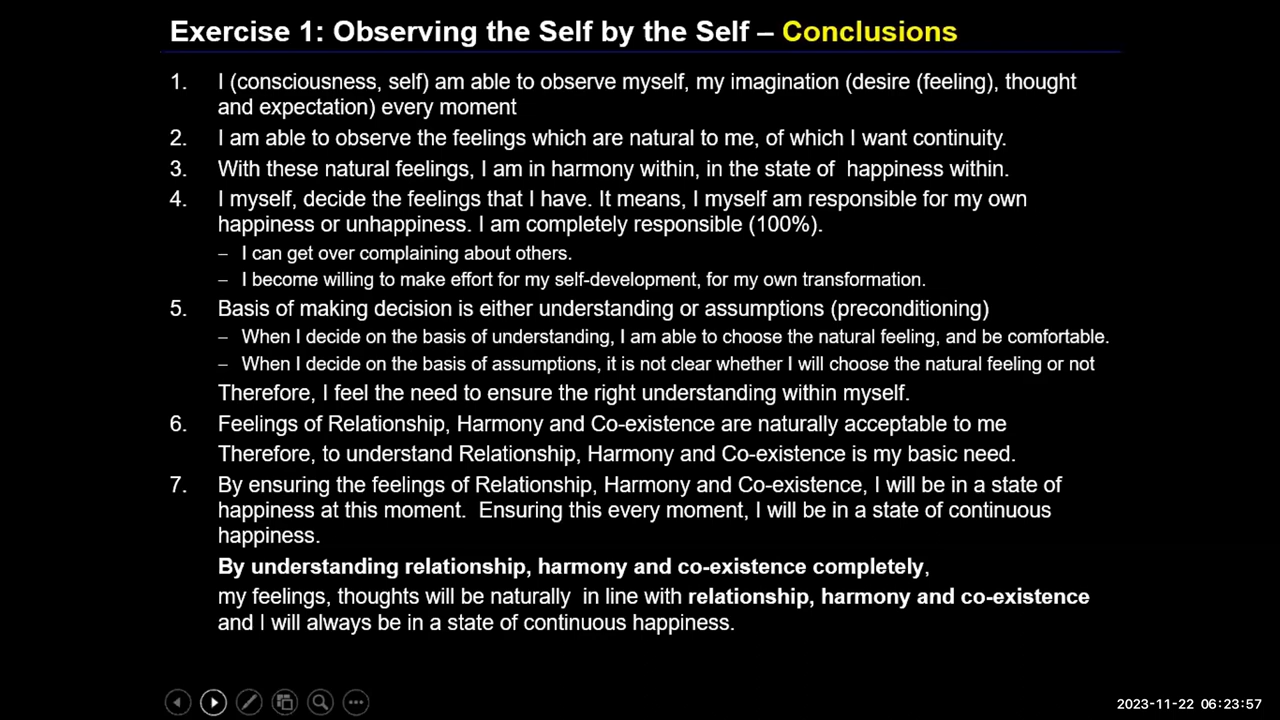 Exercise 1: Observing the Self by the Self – Conclusions
1. I (consciousness, self) am able to observe myself, my imagination (desire (feeling), thought
and expectation) every moment
2. I am able to observe the feelings which are natural to me, of which I want continuity.
3. With these natural feelings, I am in harmony within, in the state of  happiness within.
4. I myself, decide the feelings that I have. It means, I myself am responsible for my own
happiness or unhappiness. I am completely responsible (100%).
– I can get over complaining about others.
– I become willing to make effort for my self-development, for my own transformation.
5. Basis of making decision is either understanding or assumptions (preconditioning)
– When I decide on the basis of understanding, I am able to choose the natural feeling, and be comfortable.
– When I decide on the basis of assumptions, it is not clear whether I will choose the natural feeling or not
Therefore, I feel the need to ensure the right understanding within myself.
6. Feelings of Relationship, Harmony and Co-existence are naturally acceptable to me
Therefore, to understand Relationship, Harmony and Co-existence is my basic need.
7. By ensuring the feelings of Relationship, Harmony and Co-existence, I will be in a state of
happiness at this moment.  Ensuring this every moment, I will be in a state of continuous
happiness.
By understanding relationship, harmony and co-existence completely,
my feelings, thoughts will be naturally  in line with relationship, harmony and co-existence
and I will always be in a state of continuous happiness.
2023-11-22 06:23:57